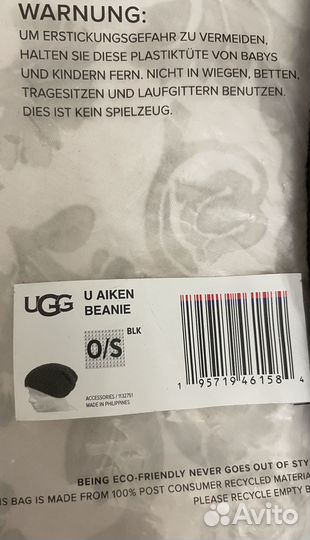 WARNUNG:
UM ERSTICKUNGSGEFAHR ZU VERMEIDEN,
HALTEN SIE DIESE PLASTIKTÜTE VON BABYS
UND KINDERN FERN. NICHT IN WIEGEN, BETTEN,
TRAGESITZEN UND LAUFGITTERN BENUTZEN.
DIES IST KEIN SPIELZEUG.
UGG
U AIKEN
BEANIE
BLK
O/S
ACCESSORIES / 1132751
MADE IN PHILIPPINES
1 95719 46158 4
BEING ECO-FRIENDLY NEVER GOES OUT OF STY
IS BAG IS MADE FROM 100% POST CONSUMER RECYCLED MATERIA
PLEASE RECYCLE EMPTY B
Avito